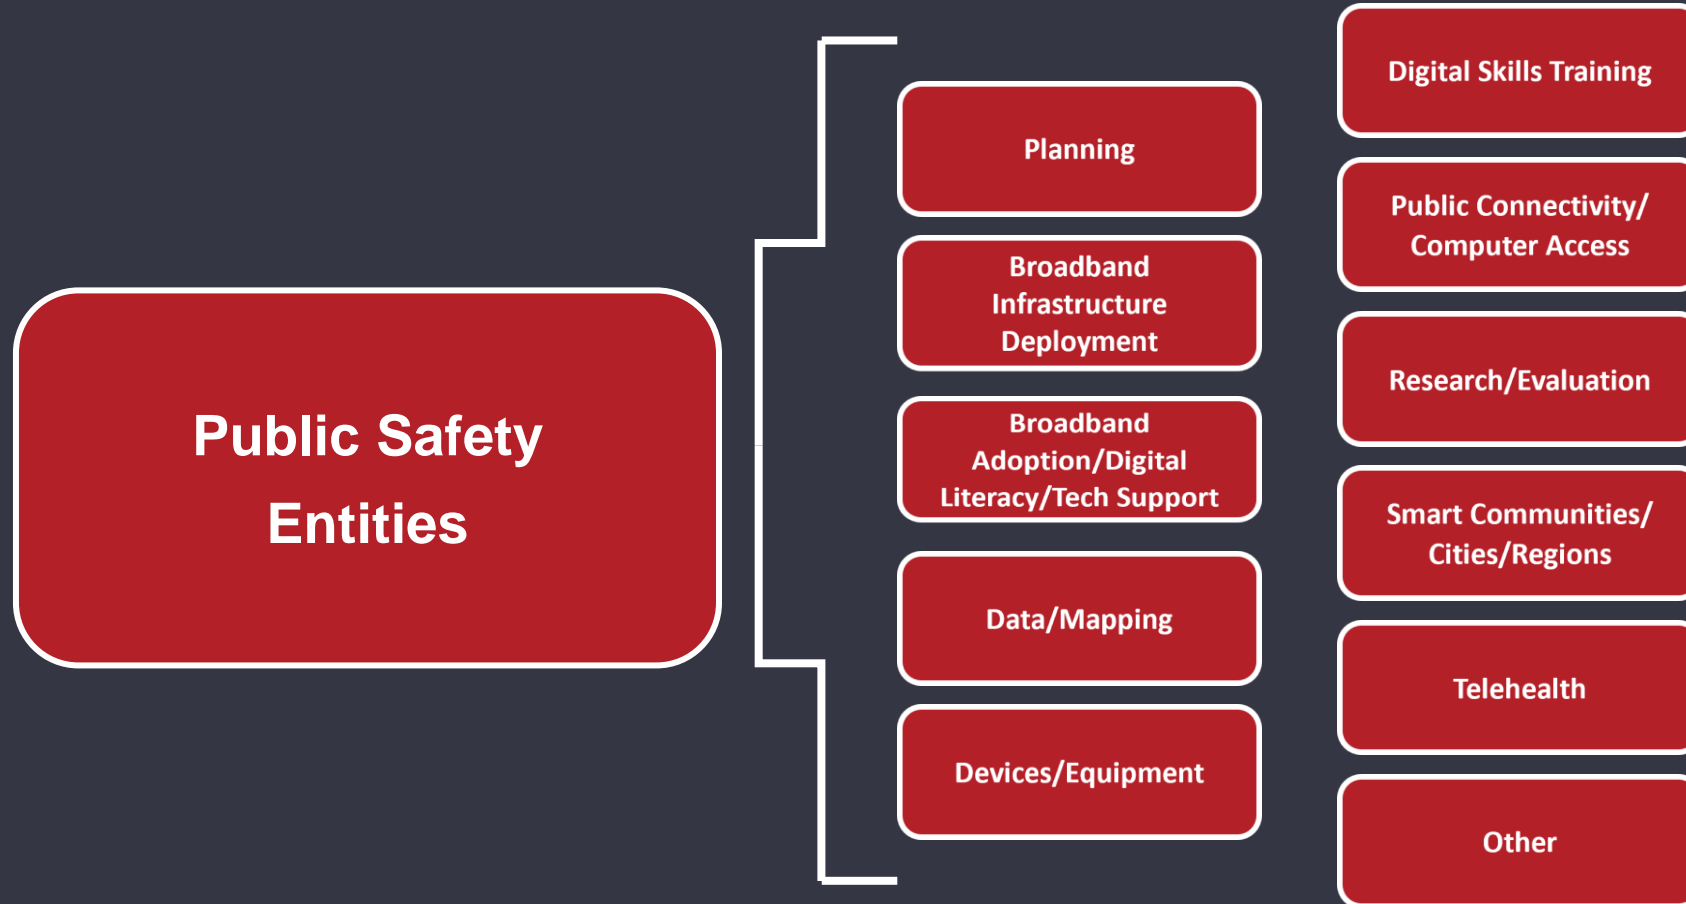 Public Safety
Entities
Planning
Broadband
Infrastructure
Deployment
Broadband
Adoption/Digital
Literacy/Tech Support
Data/Mapping
Devices/Equipment
Digital Skills Training
Public Connectivity/
Computer Access
Research/Evaluation
Smart Communities/
Cities/Regions
Telehealth
Other